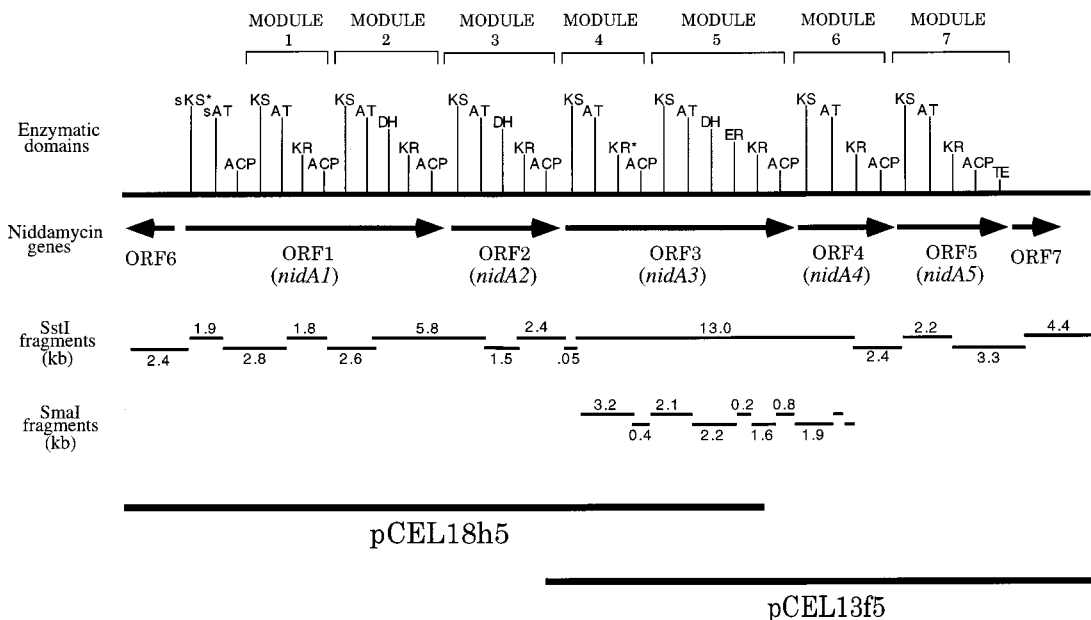 MODULE MODULE MODULE MODULE MODULE MODULE MODULE
1 2 3 4 5 6 7
Enzymatic
domains
sKS* sAT ACP
KS AT KR ACP
KS AT DH KR ACP
KS AT DH KR ACP
KS AT KR* ACP
KS AT DH ER KR ACP
KS AT KR ACP
KS AT KR ACP TE
Niddamycin
genes
ORF6 ORF1 ORF2 ORF3 ORF4 ORF5 ORF7
(nidA1) (nidA2) (nidA3) (nidA4) (nidA5)
SstI
fragments
(kb)
1.9 1.8 5.8 2.4 13.0 2.2 4.4
2.4 2.8 2.6 1.5 .05 2.4 3.3
SmaI
fragments
(kb)
3.2 2.1 0.2 0.8
0.4 2.2 1.6 1.9
pCEL18h5
pCEL13f5